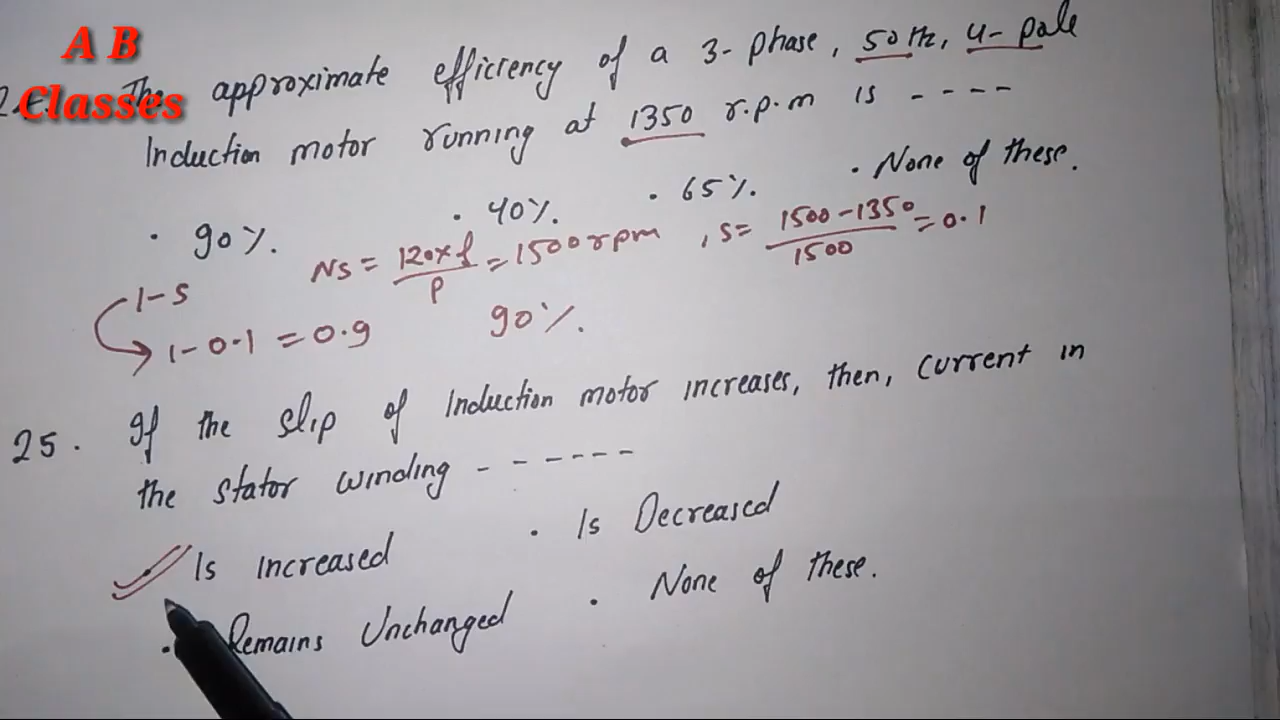 A B
Classes
The approximate efficiency of a 3-phase, 50Hz, 4-pole
Induction motor running at 1350 r.p.m is - - - -
• 90%. • 40%. • 65%. • None of these.
Ns = 120×f / P = 1500rpm , s = 1500-1350 / 1500 = 0.1
1-s
1-0.1 = 0.9 90%.
25. If the slip of Induction motor increases, then, current in
the stator winding - - - - - - -
Is Increased • Is Decreased
• Remains Unchanged • None of these.